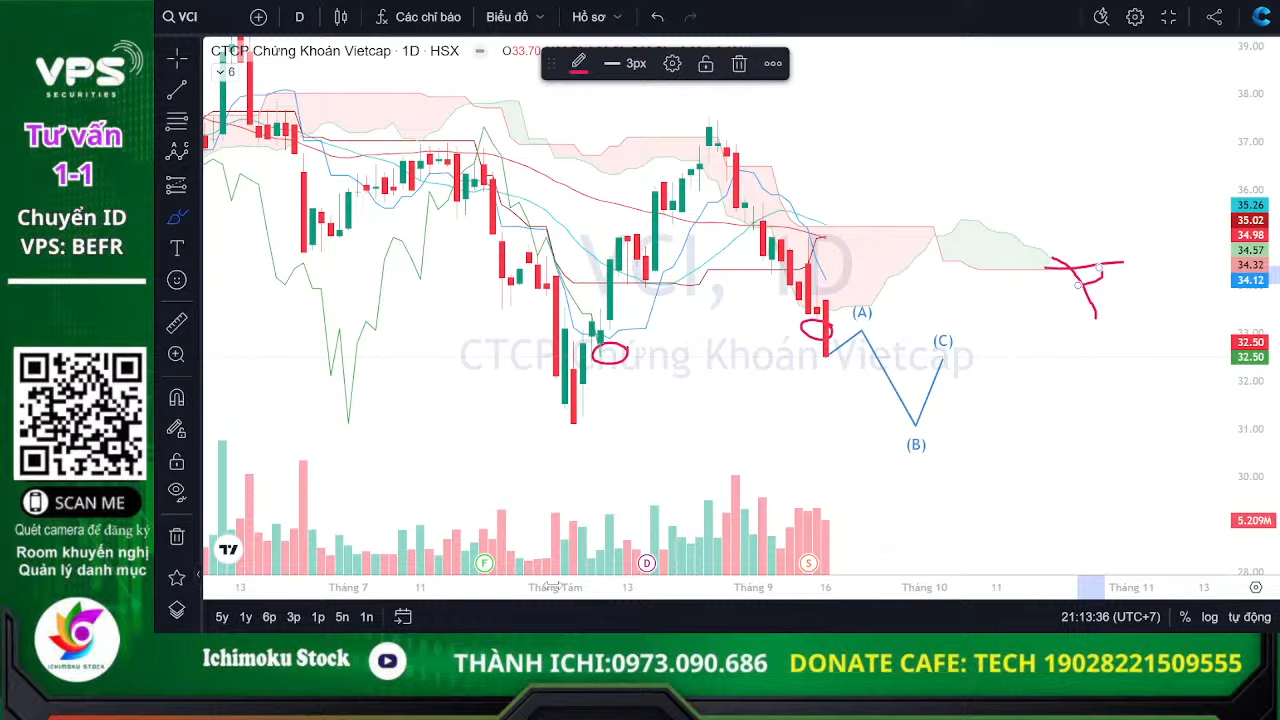 VPS
SECURITIES
Tư vấn
1-1
Chuyển ID
VPS: BEFR
SCAN ME
Quét camera để đăng ký
Room khuyến nghị
Quản lý danh mục
ICHIMOKU STOCK
VCI
D
Các chỉ báo
Biểu đồ
Hồ sơ
CTCP Chứng Khoán Vietcap · 1D · HSX
O33.70
6
3px
VCI, 1D
CTCP Chứng Khoán Vietcap
(A)
(B)
(C)
39.00
38.00
37.00
36.00
35.26
35.02
34.98
34.57
34.32
34.12
33.00
32.50
32.50
32.00
31.00
30.00
5.209M
28.00
F
D
S
13
Tháng 7
11
Tháng Tám
13
Tháng 9
16
Tháng 10
11
Tháng 11
13
5y
1y
6p
3p
1p
5n
1n
21:13:36 (UTC+7)
%
log
tự động
Ichimoku Stock
THÀNH ICHI:0973.090.686
DONATE CAFE: TECH 19028221509555